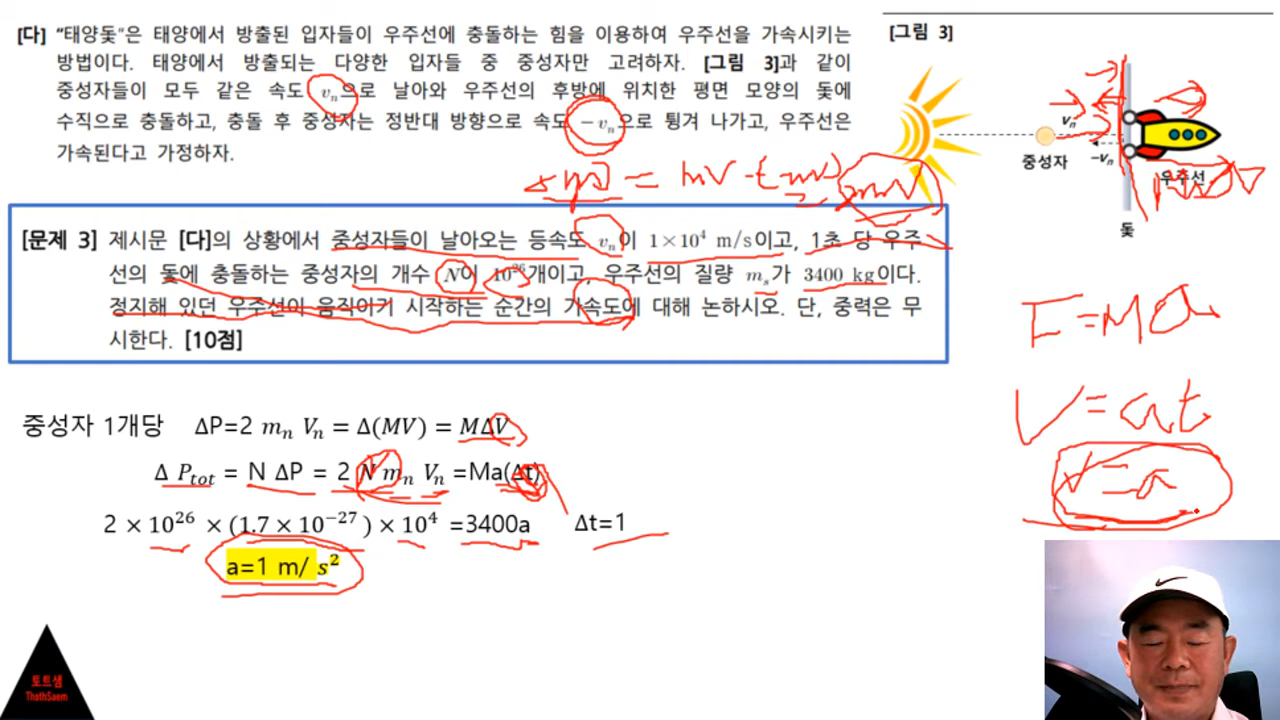 [다] "태양돛"은 태양에서 방출된 입자들이 우주선에 충돌하는 힘을 이용하여 우주선을 가속시키는
방법이다. 태양에서 방출되는 다양한 입자들 중 중성자만 고려하자. [그림 3]과 같이
중성자들이 모두 같은 속도 vₙ으로 날아와 우주선의 후방에 위치한 평면 모양의 돛에
수직으로 충돌하고, 충돌 후 중성자는 정반대 방향으로 속도 −vₙ으로 튕겨 나가고, 우주선은
가속된다고 가정하자.
[그림 3]
vₙ
중성자
−vₙ
우주선
돛
[문제 3] 제시문 [다]의 상황에서 중성자들이 날아오는 등속도 vₙ이 1×10⁴ m/s이고, 1초 당 우주
선의 돛에 충돌하는 중성자의 개수 N이 10²⁶개이고, 우주선의 질량 mₛ가 3400 kg이다.
정지해 있던 우주선이 움직이기 시작하는 순간의 가속도에 대해 논하시오. 단, 중력은 무
시한다. [10점]
F=Ma
V=at
V=a
중성자 1개당 ΔP=2 mₙ Vₙ = Δ(MV) = MΔV
Δ Pₜₒₜ = N ΔP = 2 N mₙ Vₙ =Ma(Δt)
2 × 10²⁶ × (1.7 × 10⁻²⁷ ) × 10⁴ =3400a Δt=1
a=1 m/ s²
토트샘
ThothSaem